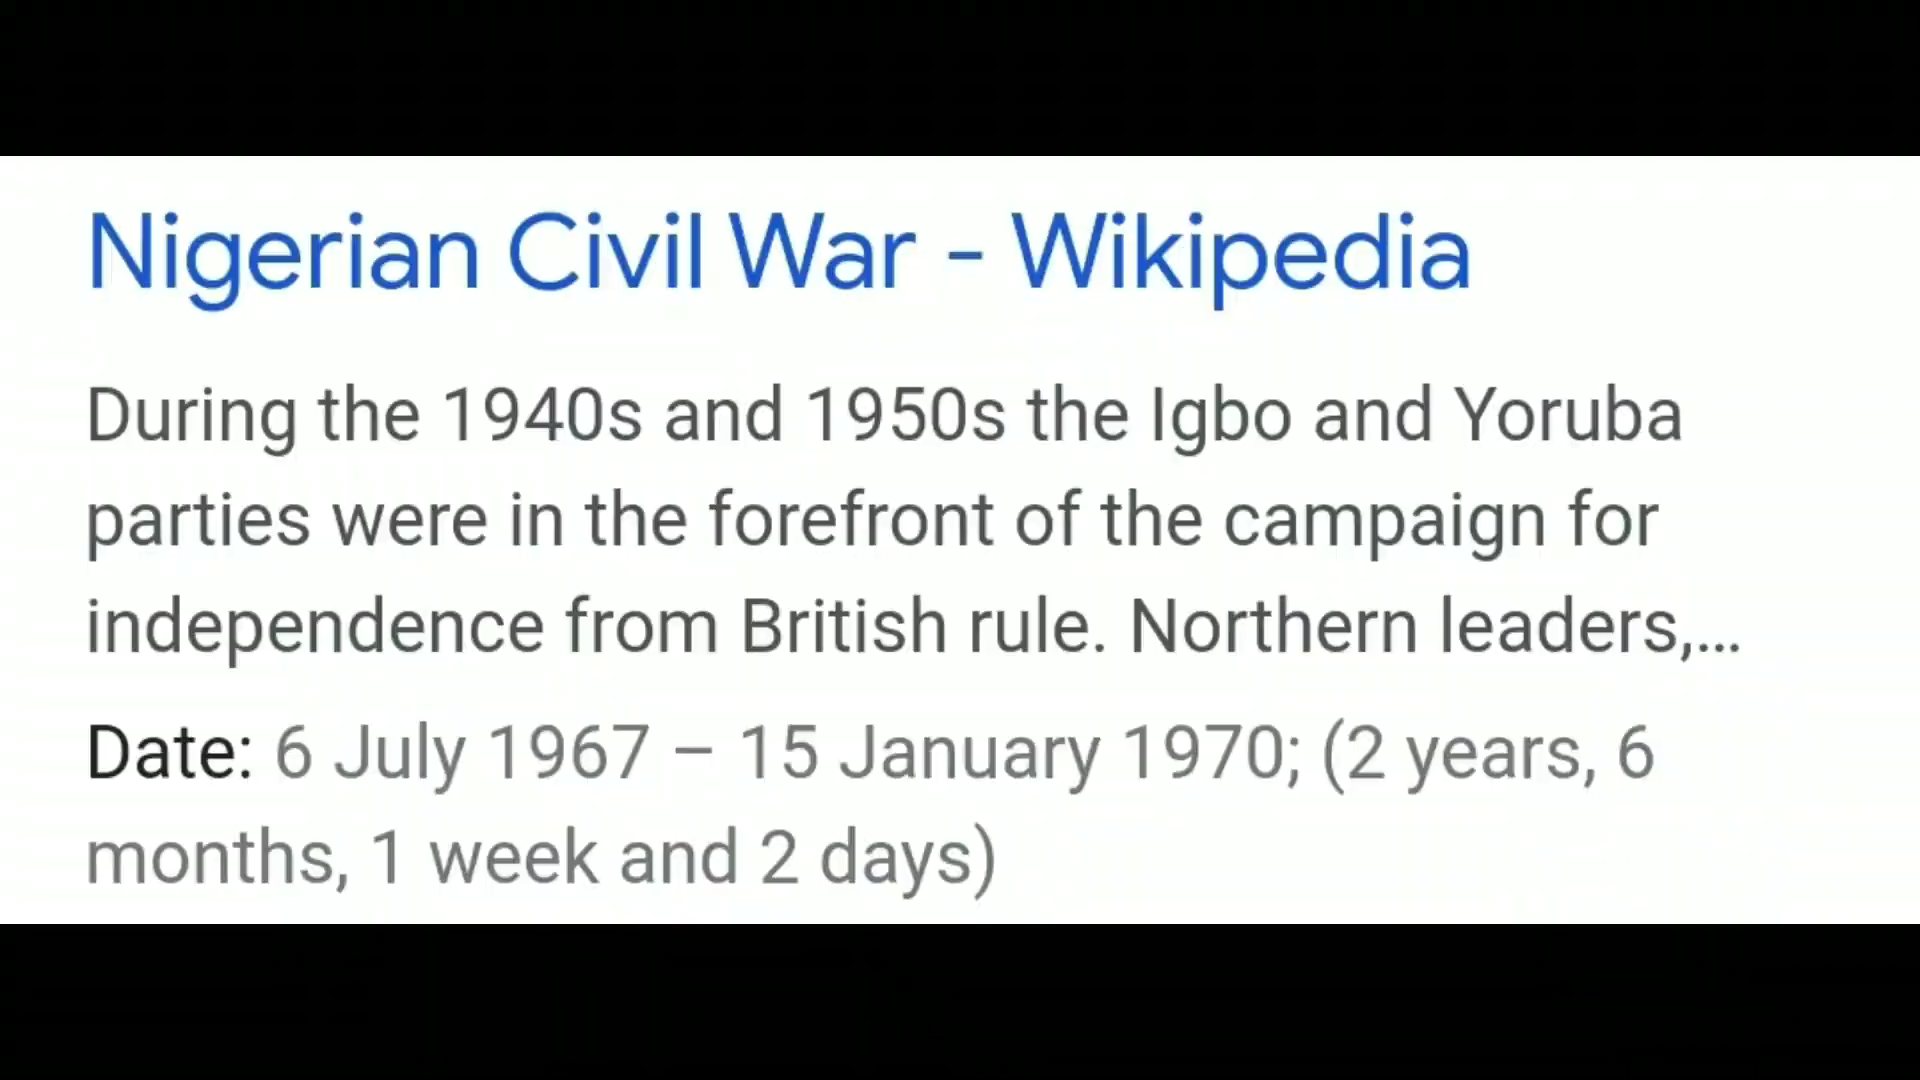 Nigerian Civil War - Wikipedia
During the 1940s and 1950s the Igbo and Yoruba
parties were in the forefront of the campaign for
independence from British rule. Northern leaders,...
Date: 6 July 1967 – 15 January 1970; (2 years, 6
months, 1 week and 2 days)